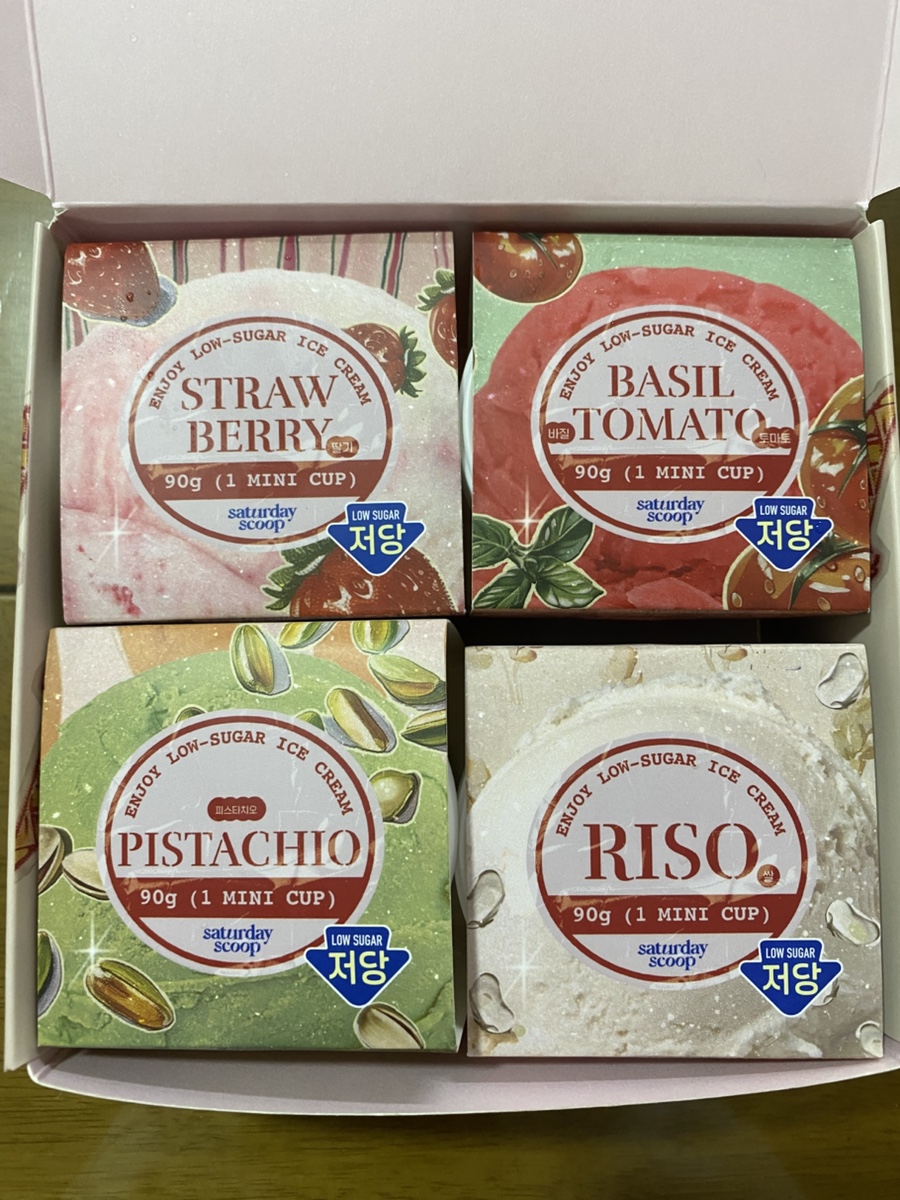 ENJOY LOW-SUGAR ICE CREAM
STRAW
BERRY
딸기
90g (1 MINI CUP)
saturday
scoop
LOW SUGAR
저당
ENJOY LOW-SUGAR ICE CREAM
BASIL
바질 TOMATO 토마토
90g (1 MINI CUP)
saturday
scoop
LOW SUGAR
저당
ENJOY LOW-SUGAR ICE CREAM
피스타치오
PISTACHIO
90g (1 MINI CUP)
saturday
scoop
LOW SUGAR
저당
ENJOY LOW-SUGAR ICE CREAM
RISO
쌀
90g (1 MINI CUP)
saturday
scoop
LOW SUGAR
저당